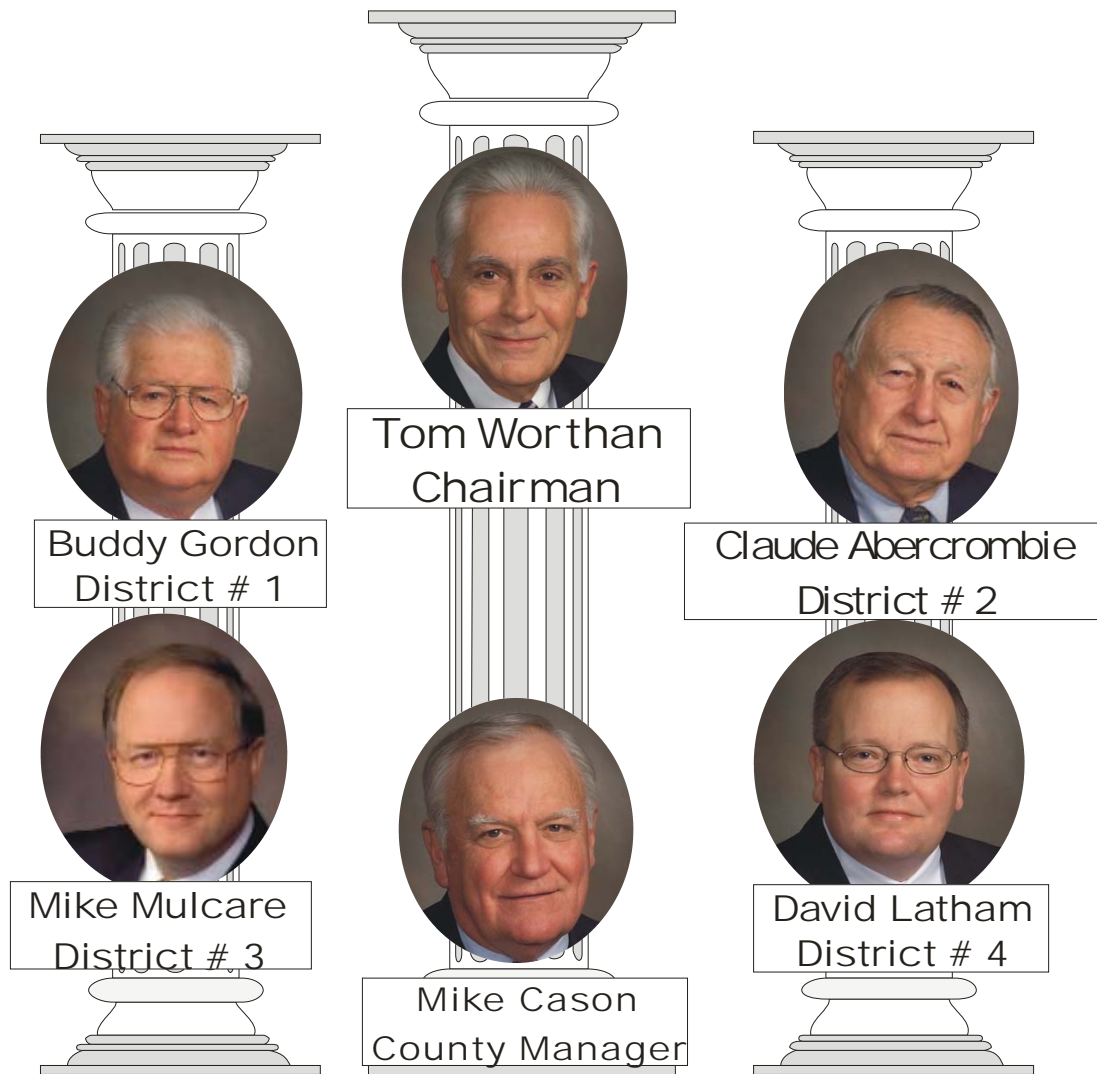 Tom Worthan
Chairman
Buddy Gordon
District # 1
Claude Abercrombie
District # 2
Mike Mulcare
District # 3
David Latham
District # 4
Mike Cason
County Manager